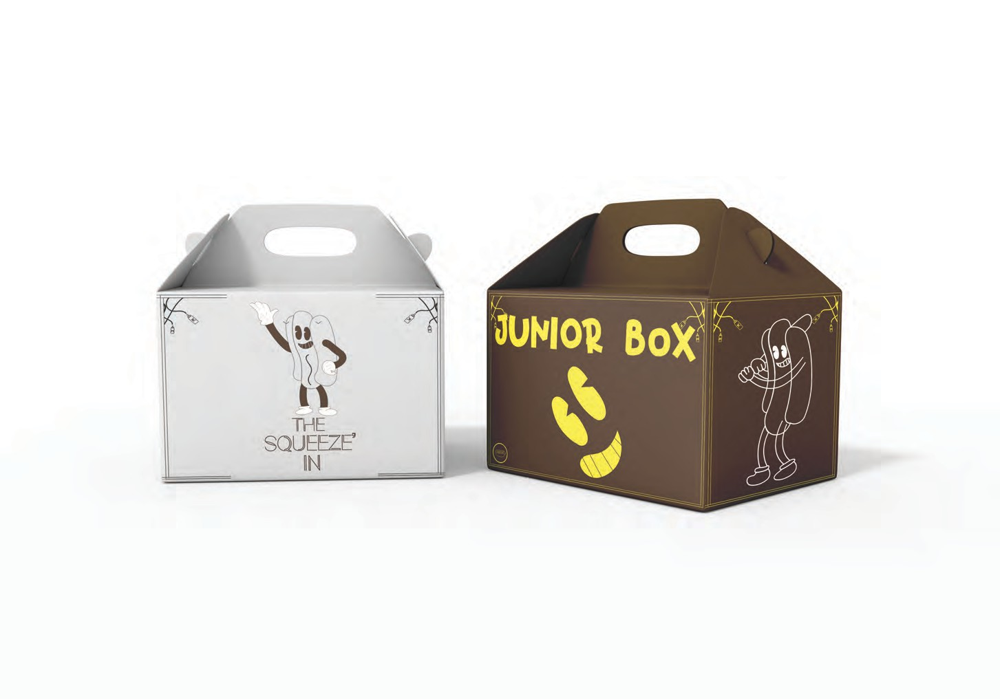 THE
SQUEEZE'
IN
JUNIOR BOX